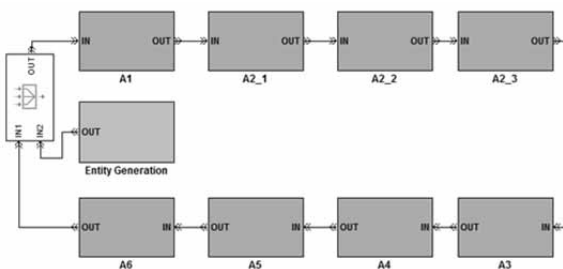 IN OUT IN OUT IN OUT IN OUT
A1 A2_1 A2_2 A2_3
OUT
IN1 IN2
OUT
Entity Generation
OUT IN OUT IN OUT IN OUT IN
A6 A5 A4 A3